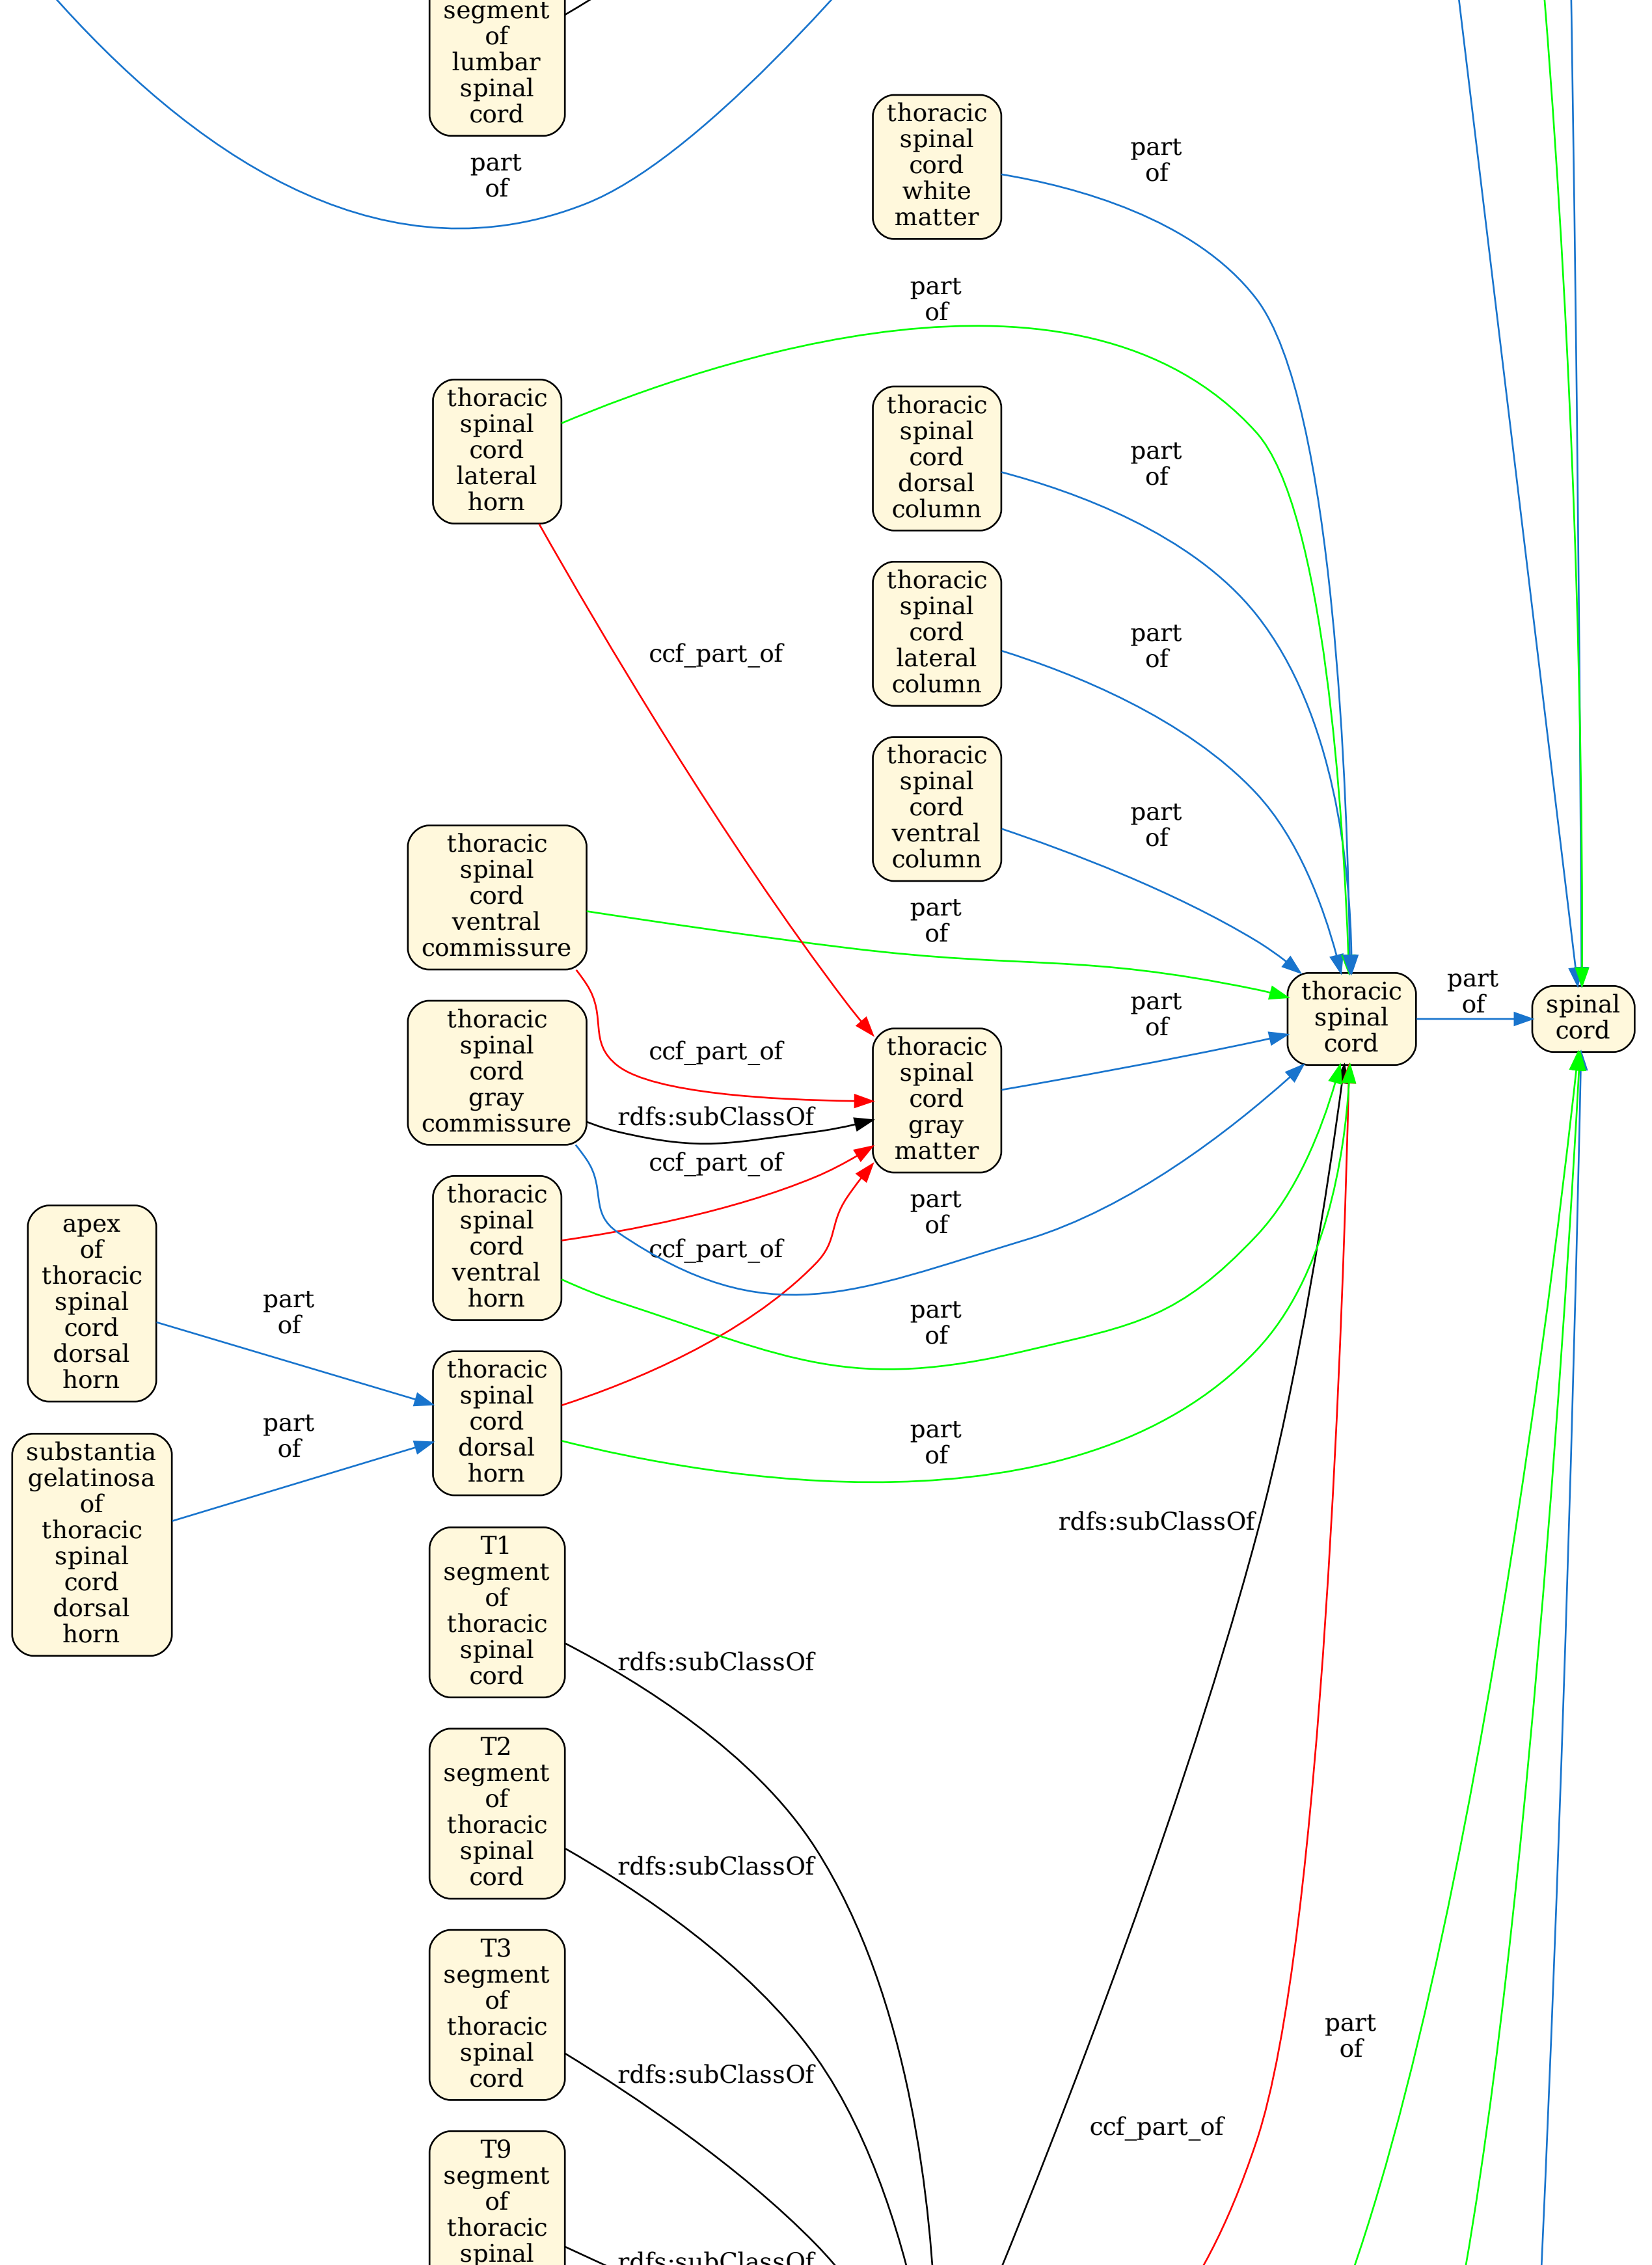 segment
of
lumbar
spinal
cord
part
of
thoracic
spinal
cord
white
matter
part
of
part
of
thoracic
spinal
cord
lateral
horn
thoracic
spinal
cord
dorsal
column
part
of
thoracic
spinal
cord
lateral
column
part
of
ccf_part_of
thoracic
spinal
cord
ventral
column
part
of
thoracic
spinal
cord
ventral
commissure
part
of
thoracic
spinal
cord
part
of
spinal
cord
thoracic
spinal
cord
gray
commissure
ccf_part_of
rdfs:subClassOf
ccf_part_of
thoracic
spinal
cord
gray
matter
part
of
part
of
thoracic
spinal
cord
ventral
horn
ccf_part_of
part
of
apex
of
thoracic
spinal
cord
dorsal
horn
part
of
thoracic
spinal
cord
dorsal
horn
part
of
substantia
gelatinosa
of
thoracic
spinal
cord
dorsal
horn
part
of
rdfs:subClassOf
T1
segment
of
thoracic
spinal
cord
rdfs:subClassOf
T2
segment
of
thoracic
spinal
cord
rdfs:subClassOf
T3
segment
of
thoracic
spinal
cord
rdfs:subClassOf
part
of
ccf_part_of
T9
segment
of
thoracic
spinal
rdfs:subClassOf